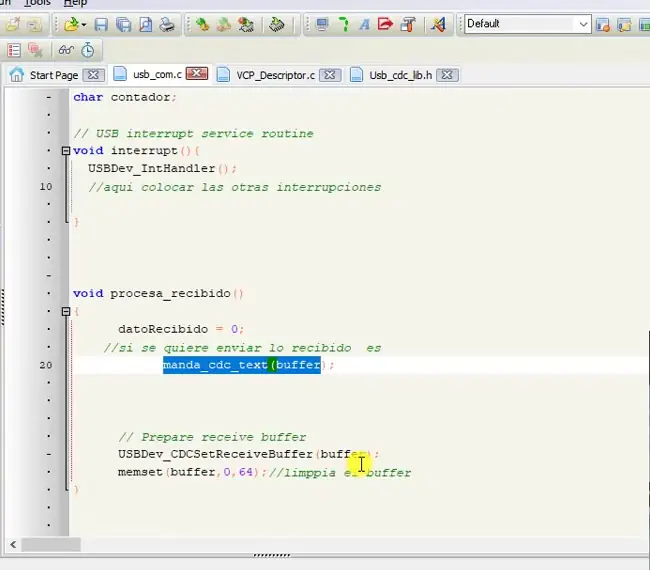 Tools Help
Default
Start Page usb_com.c VCP_Descriptor.c Usb_cdc_lib.h
char contador;
// USB interrupt service routine
void interrupt(){
USBDev_IntHandler();
10 //aqui colocar las otras interrupciones
}
void procesa_recibido()
{
datoRecibido = 0;
//si se quiere enviar lo recibido es
20 manda_cdc_text(buffer);
// Prepare receive buffer
USBDev_CDCSetReceiveBuffer(buffer);
memset(buffer,0,64);//limppia el buffer
}